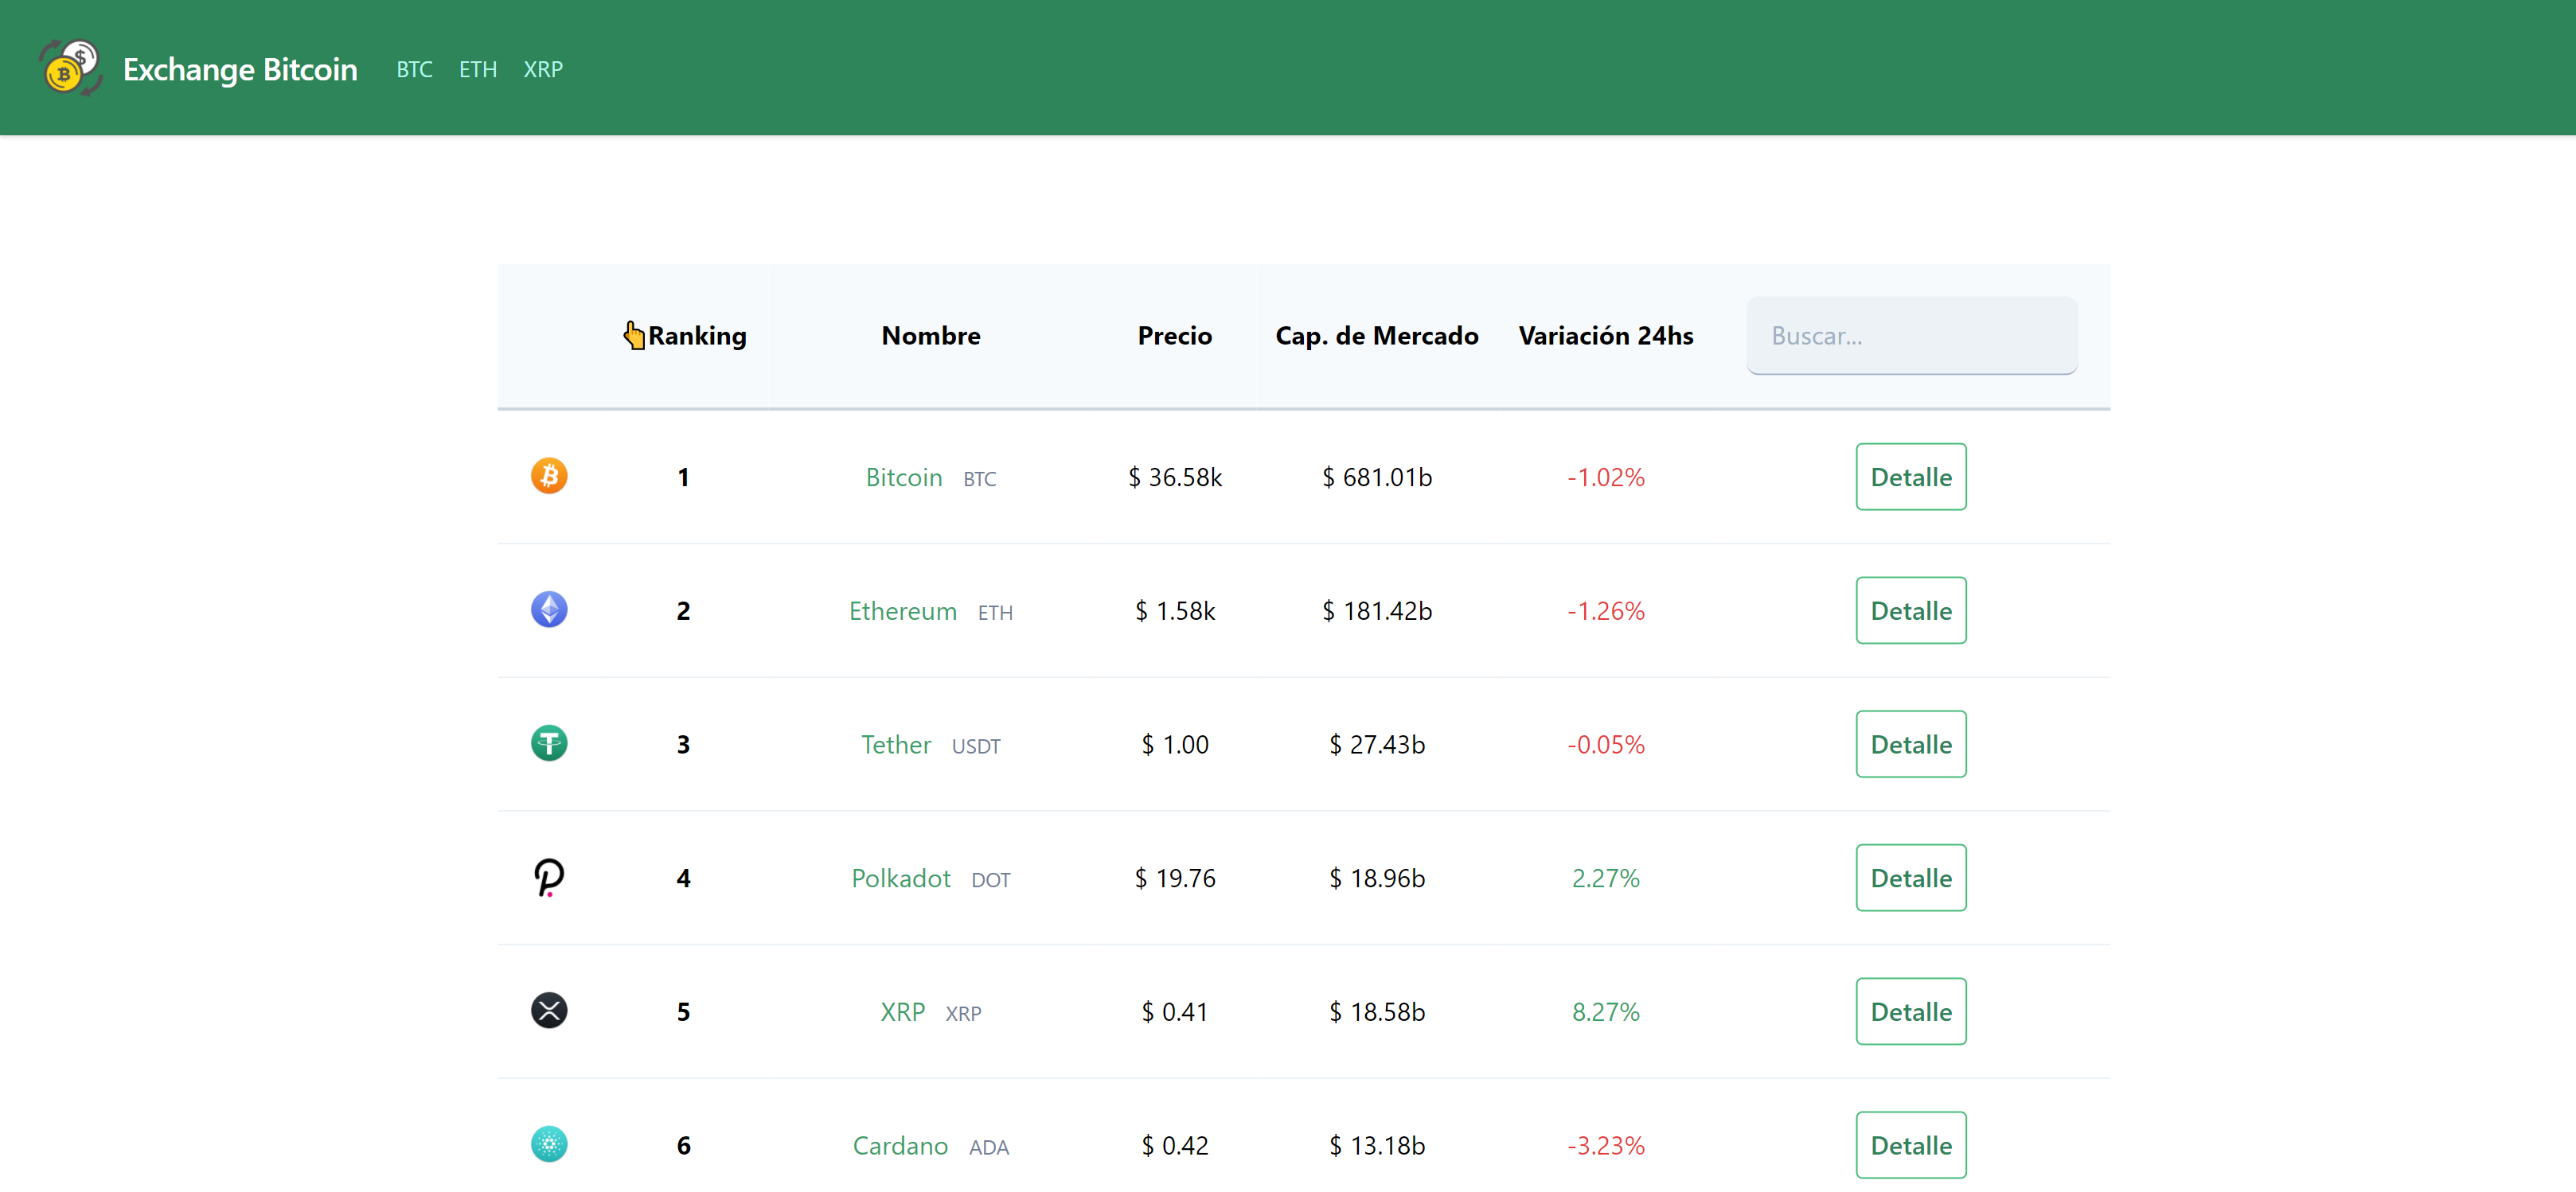 Exchange Bitcoin BTC ETH XRP
👆Ranking Nombre Precio Cap. de Mercado Variación 24hs Buscar...
1 Bitcoin BTC $ 36.58k $ 681.01b -1.02% Detalle
2 Ethereum ETH $ 1.58k $ 181.42b -1.26% Detalle
3 Tether USDT $ 1.00 $ 27.43b -0.05% Detalle
4 Polkadot DOT $ 19.76 $ 18.96b 2.27% Detalle
5 XRP XRP $ 0.41 $ 18.58b 8.27% Detalle
6 Cardano ADA $ 0.42 $ 13.18b -3.23% Detalle